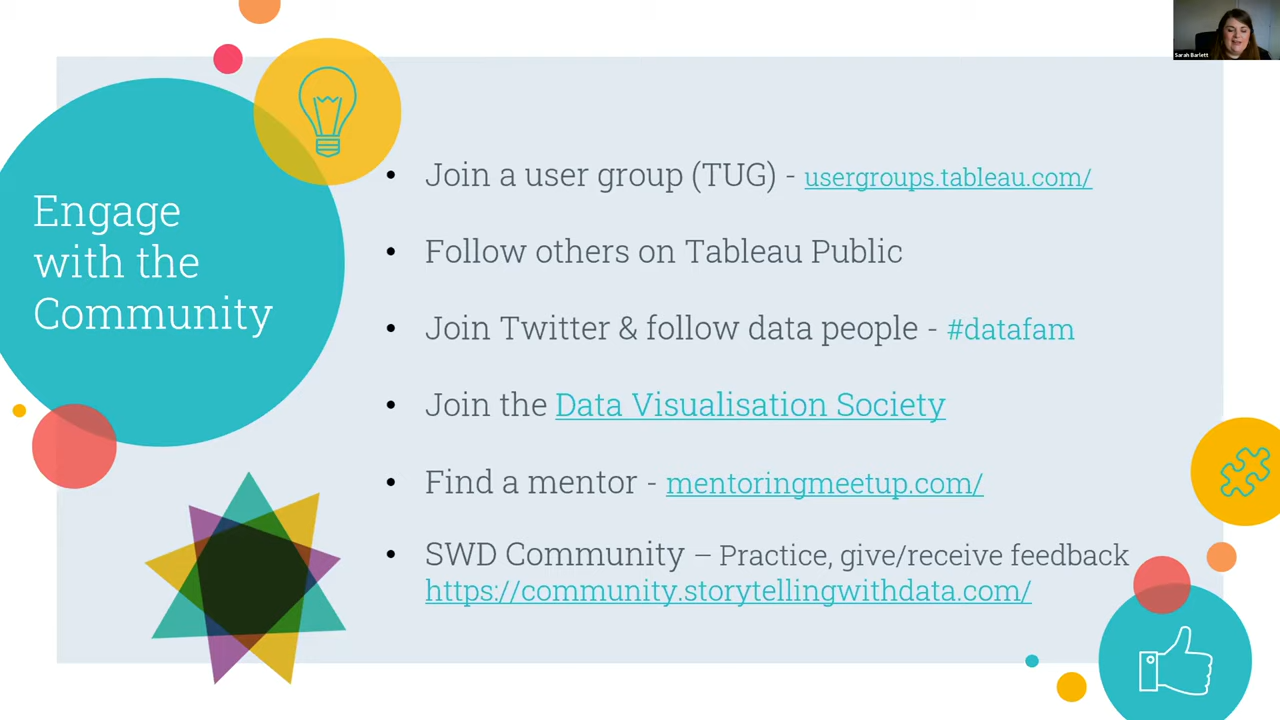 Engage
with the
Community
• Join a user group (TUG) - usergroups.tableau.com/
• Follow others on Tableau Public
• Join Twitter & follow data people - #datafam
• Join the Data Visualisation Society
• Find a mentor - mentoringmeetup.com/
• SWD Community – Practice, give/receive feedback
https://community.storytellingwithdata.com/
Sarah Barlett